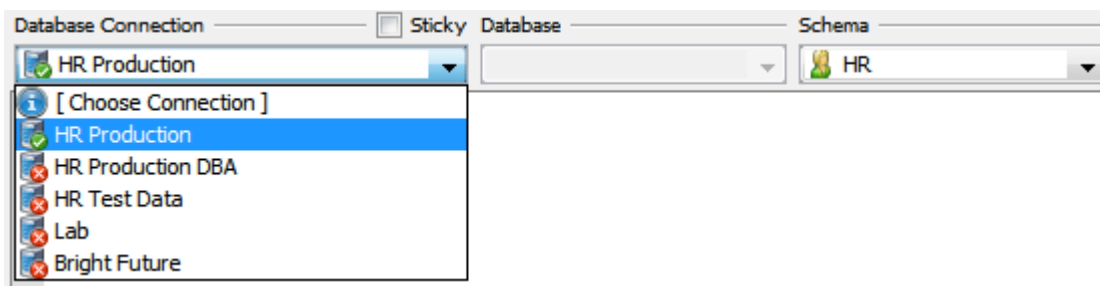 Database Connection Sticky Database Schema
HR Production HR
[ Choose Connection ]
HR Production
HR Production DBA
HR Test Data
Lab
Bright Future